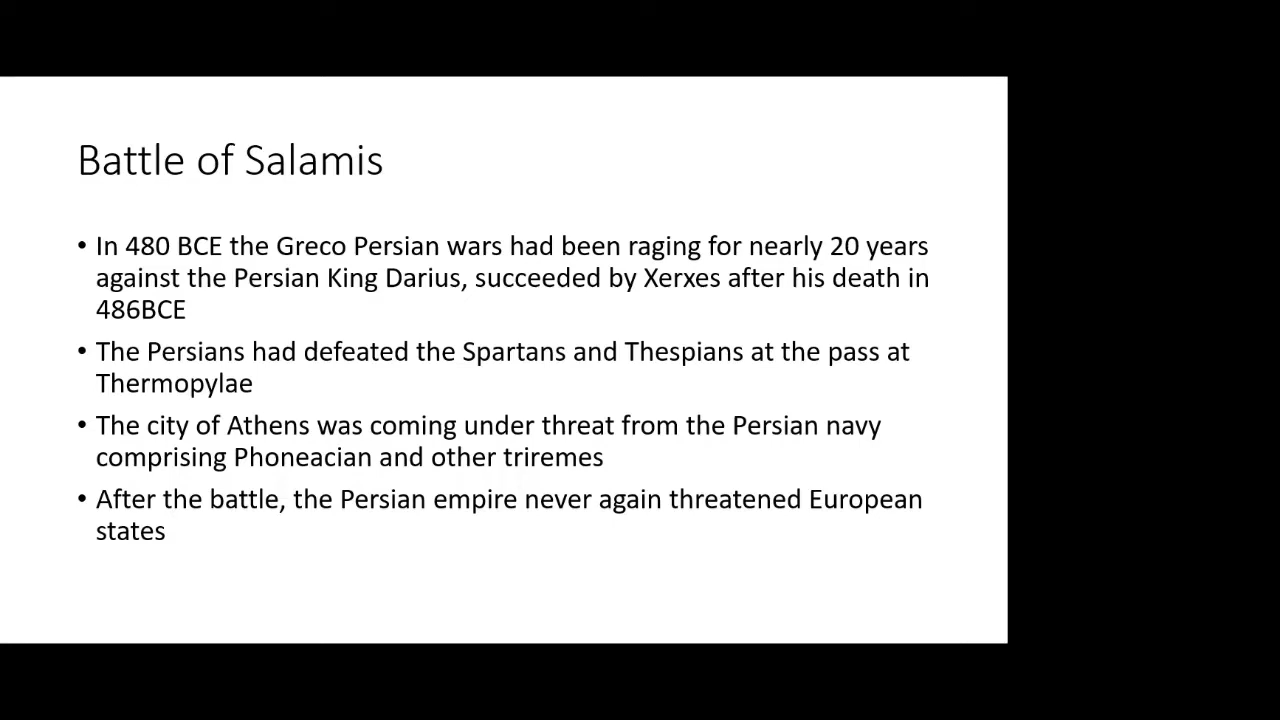 Battle of Salamis
• In 480 BCE the Greco Persian wars had been raging for nearly 20 years
against the Persian King Darius, succeeded by Xerxes after his death in
486BCE
• The Persians had defeated the Spartans and Thespians at the pass at
Thermopylae
• The city of Athens was coming under threat from the Persian navy
comprising Phoneacian and other triremes
• After the battle, the Persian empire never again threatened European
states